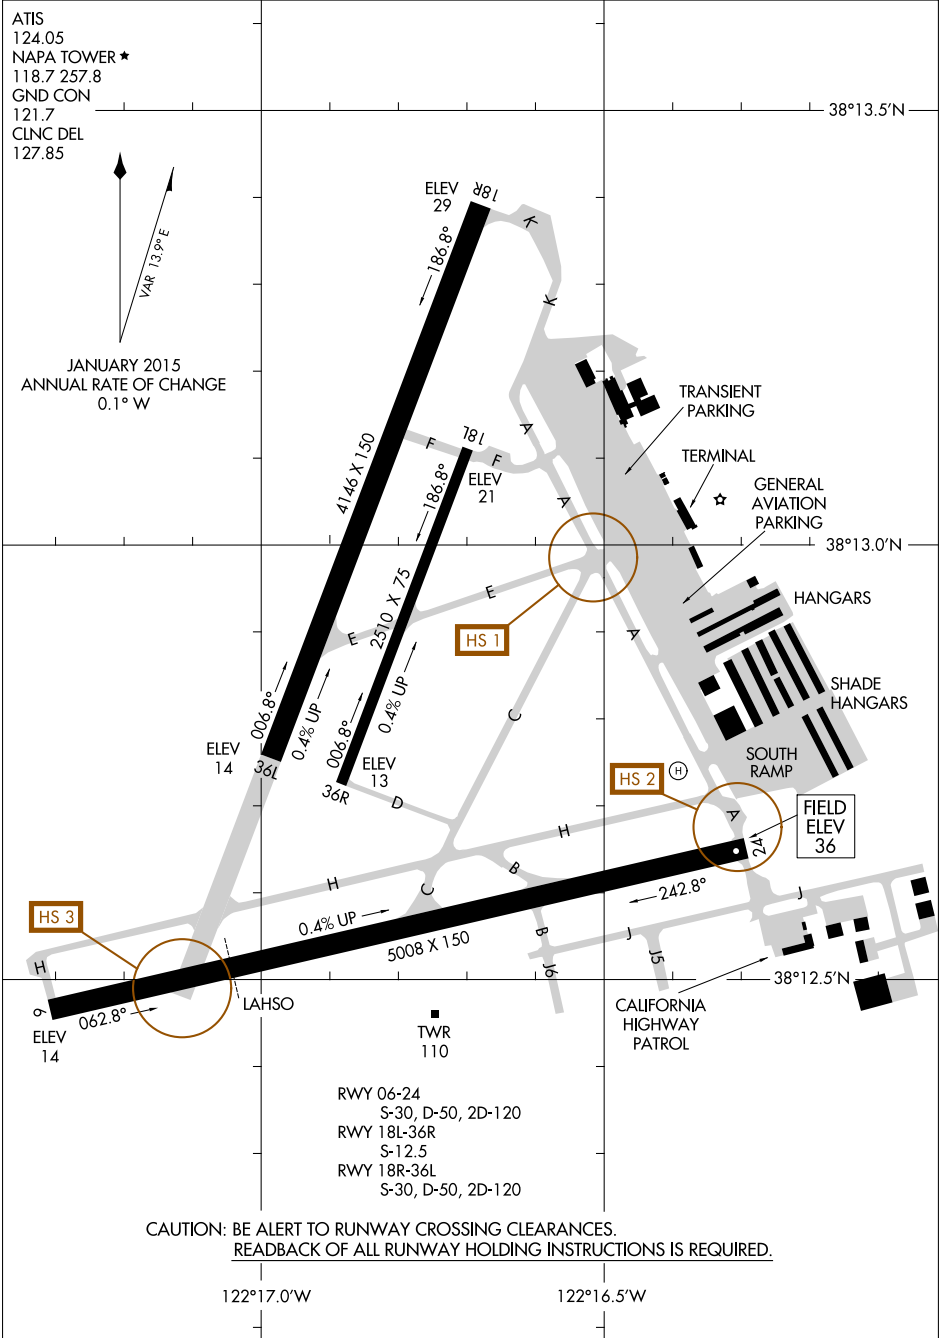 ATIS
124.05
NAPA TOWER ★
118.7 257.8
GND CON
121.7
CLNC DEL
127.85
38°13.5'N
VAR 13.9° E
JANUARY 2015
ANNUAL RATE OF CHANGE
0.1° W
ELEV
29
18R
K
K
186.8°
4146 X 150
TRANSIENT
PARKING
A
F
18L
F
TERMINAL
ELEV
21
186.8°
A
GENERAL
AVIATION
PARKING
38°13.0'N
HS 1
2510 X 75
E
E
A
HANGARS
SHADE
HANGARS
006.8°
0.4% UP
006.8°
0.4% UP
C
ELEV
14
36L
ELEV
13
36R
D
SOUTH
RAMP
HS 2
H
H
A
24
FIELD
ELEV
36
H
B
C
242.8°
J
HS 3
0.4% UP
5008 X 150
B
J
J5
J6
H
38°12.5'N
6
062.8°
LAHSO
ELEV
14
TWR
110
CALIFORNIA
HIGHWAY
PATROL
RWY 06-24
S-30, D-50, 2D-120
RWY 18L-36R
S-12.5
RWY 18R-36L
S-30, D-50, 2D-120
CAUTION: BE ALERT TO RUNWAY CROSSING CLEARANCES.
READBACK OF ALL RUNWAY HOLDING INSTRUCTIONS IS REQUIRED.
122°17.0'W
122°16.5'W